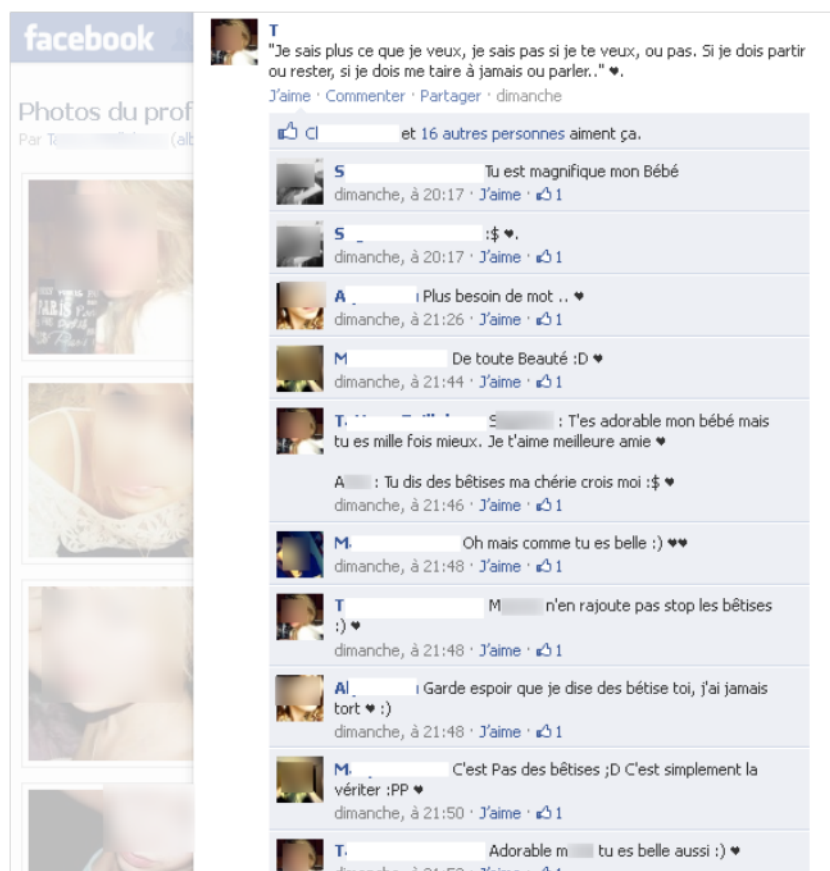 facebook
Photos du prof
Par T (alb
PARIS
T
"Je sais plus ce que je veux, je sais pas si je te veux, ou pas. Si je dois partir
ou rester, si je dois me taire à jamais ou parler.." ♥.
J'aime · Commenter · Partager · dimanche
Cl et 16 autres personnes aiment ça.
S Tu est magnifique mon Bébé
dimanche, à 20:17 · J'aime · 1
S :$ ♥.
dimanche, à 20:17 · J'aime · 1
A Plus besoin de mot .. ♥
dimanche, à 21:26 · J'aime · 1
M De toute Beauté :D ♥
dimanche, à 21:44 · J'aime · 1
T S : T'es adorable mon bébé mais
tu es mille fois mieux. Je t'aime meilleure amie ♥
A : Tu dis des bêtises ma chérie crois moi :$ ♥
dimanche, à 21:46 · J'aime · 1
M Oh mais comme tu es belle :) ♥♥
dimanche, à 21:48 · J'aime · 1
T M n'en rajoute pas stop les bêtises
:) ♥
dimanche, à 21:48 · J'aime · 1
Al Garde espoir que je dise des bétise toi, j'ai jamais
tort ♥ :)
dimanche, à 21:48 · J'aime · 1
M C'est Pas des bêtises ;D C'est simplement la
vériter :PP ♥
dimanche, à 21:50 · J'aime · 1
T Adorable m tu es belle aussi :) ♥